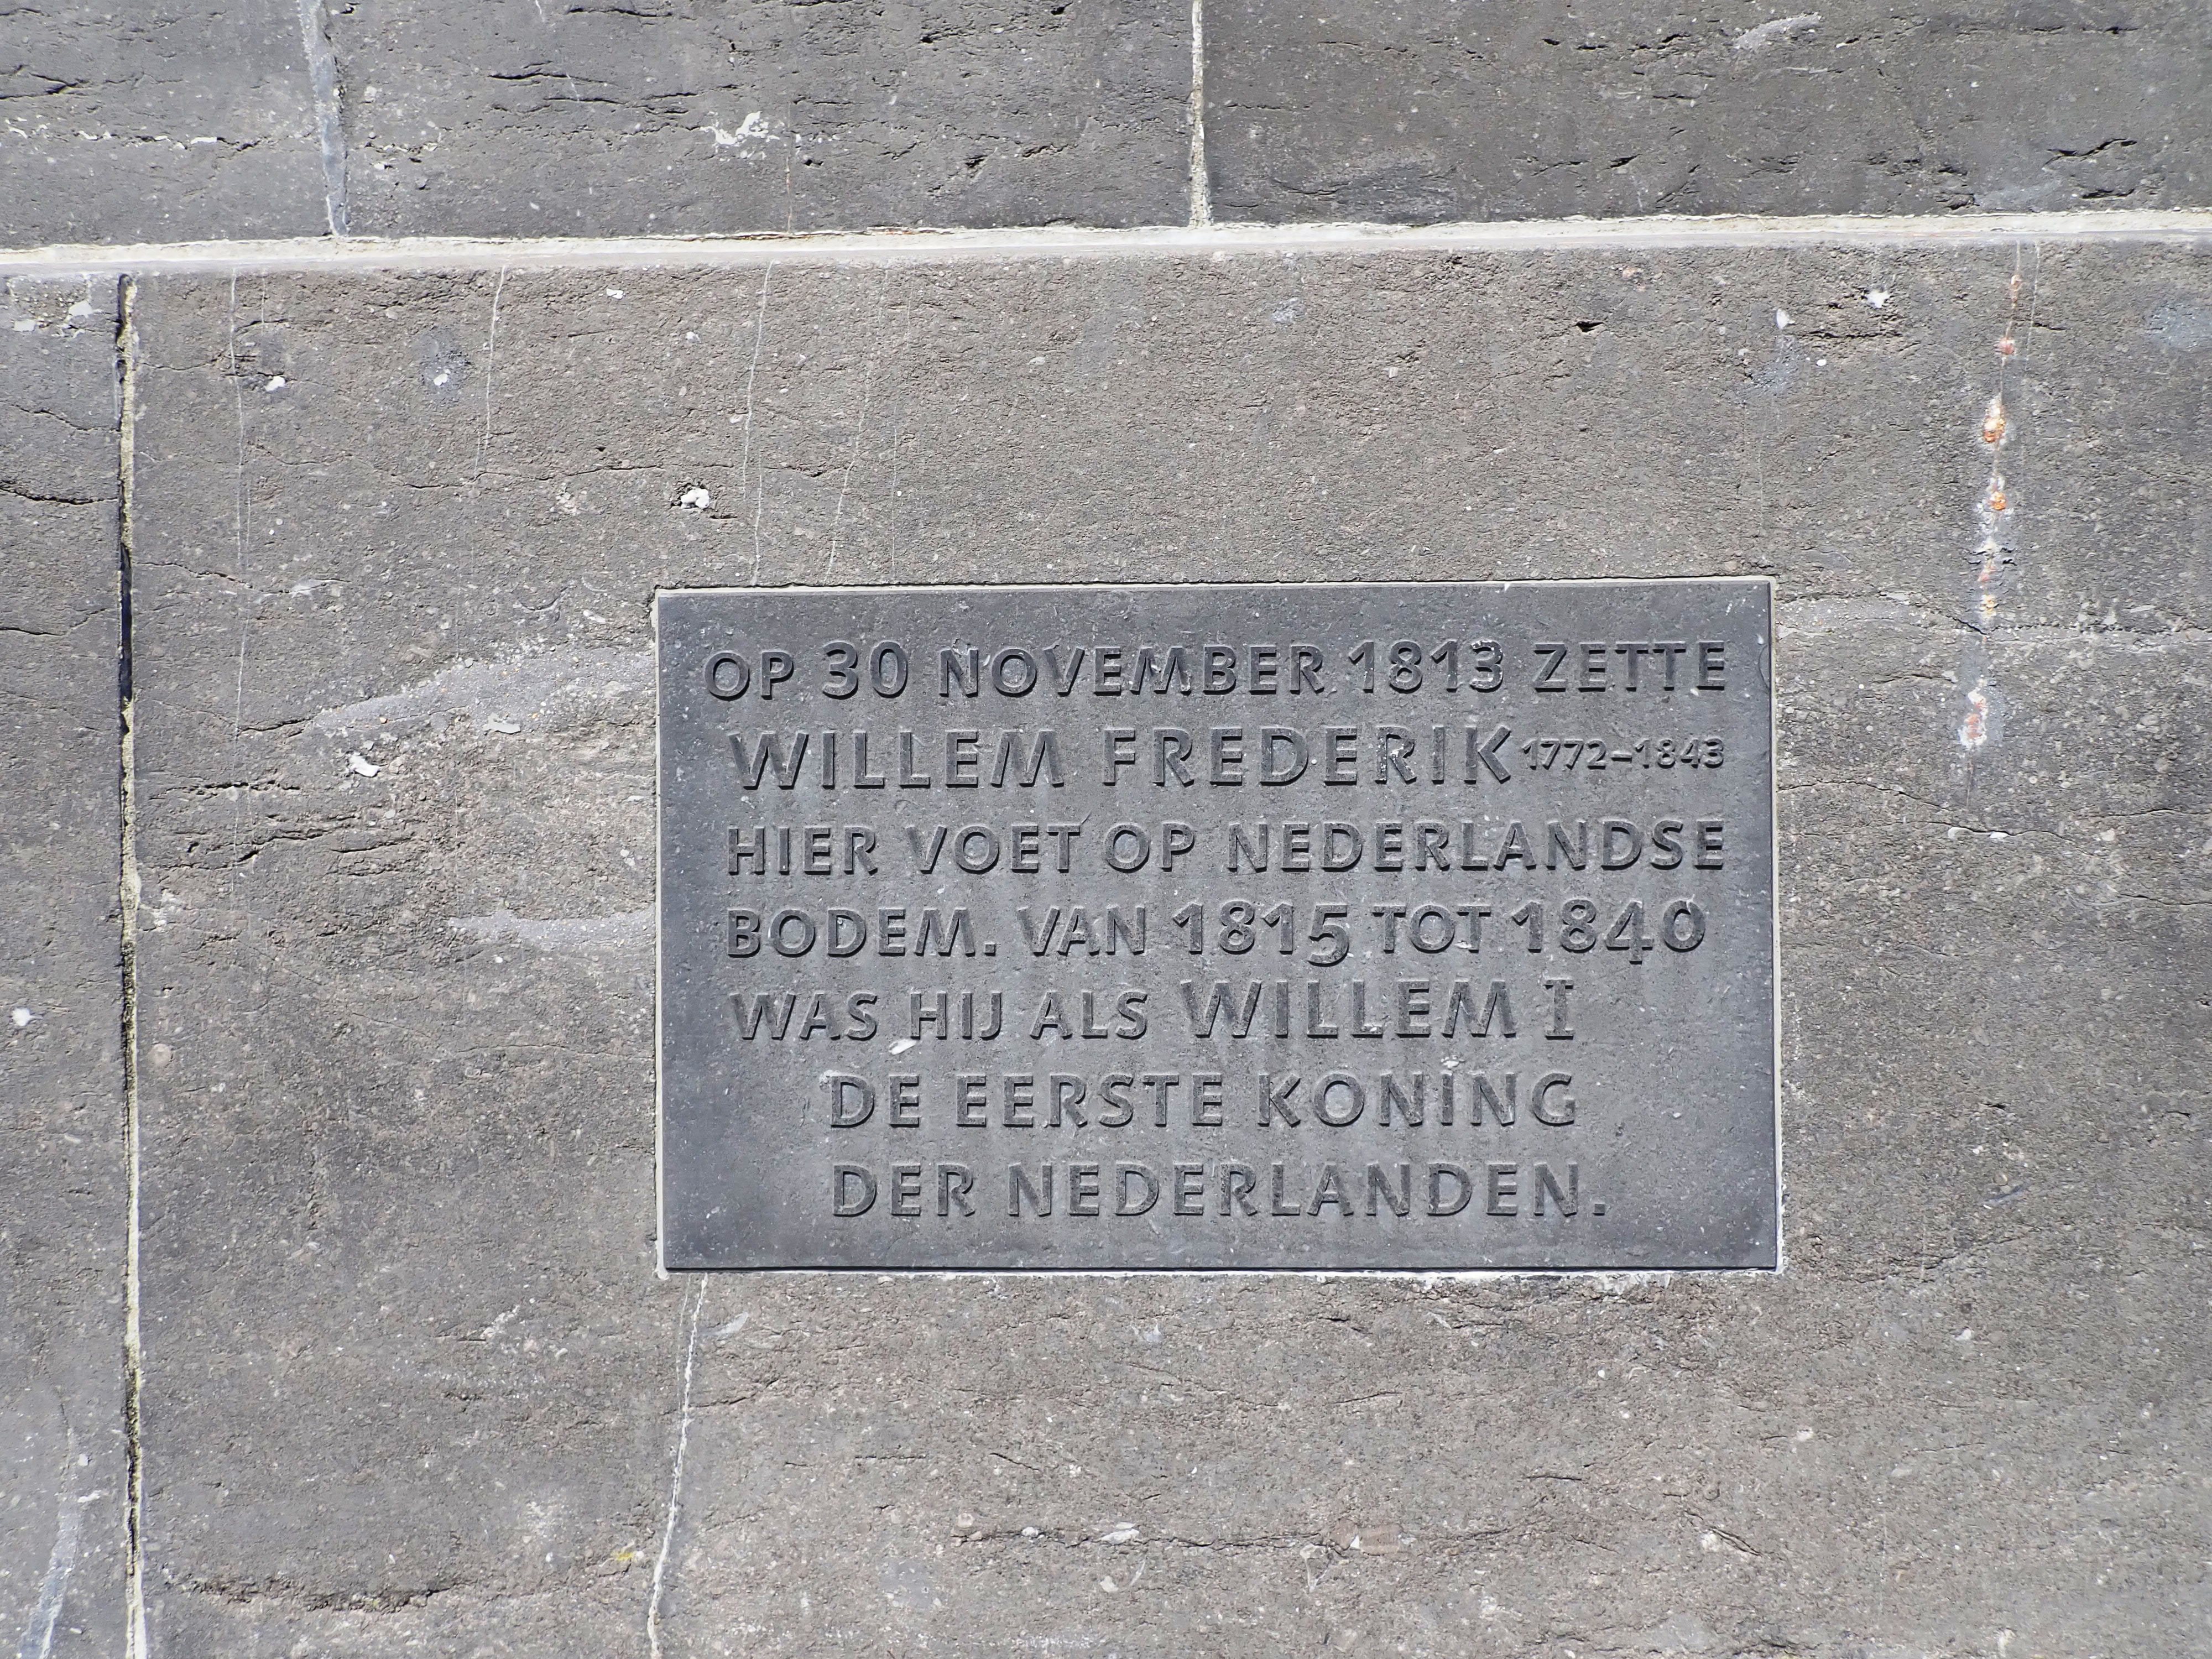 OP 30 NOVEMBER 1813 ZETTE
WILLEM FREDERIK 1772–1843
HIER VOET OP NEDERLANDSE
BODEM. VAN 1815 TOT 1840
WAS HIJ ALS WILLEM I
DE EERSTE KONING
DER NEDERLANDEN.